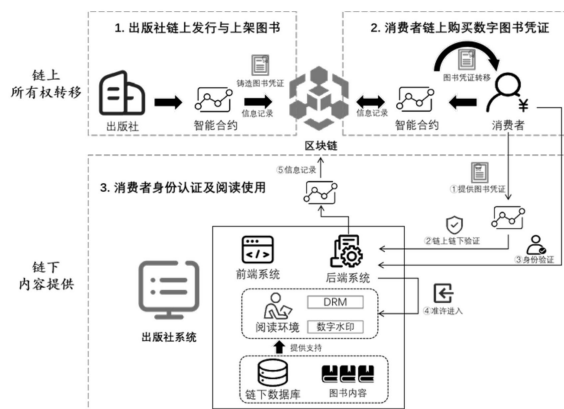 1. 出版社链上发行与上架图书
2. 消费者链上购买数字图书凭证
链上
所有权转移
铸造图书凭证
图书凭证转移
¥
信息记录
信息记录
出版社
智能合约
智能合约
消费者
区块链
⑤信息记录
3. 消费者身份认证及阅读使用
①提供图书凭证
②链上链下验证
③身份验证
链下
内容提供
前端系统
后端系统
④准许进入
DRM
阅读环境
数字水印
出版社系统
提供支持
链下数据库
图书内容